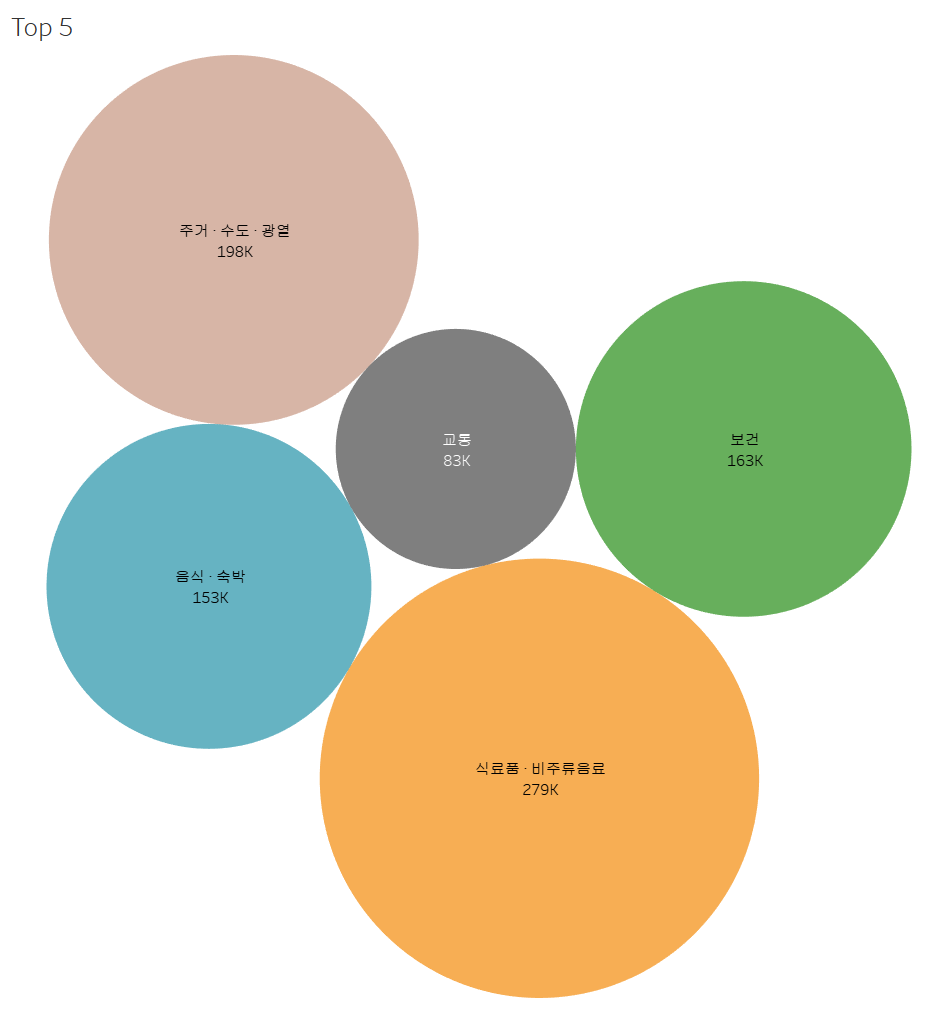 Top 5
주거 · 수도 · 광열
198K
교통
83K
보건
163K
음식 · 숙박
153K
식료품 · 비주류음료
279K